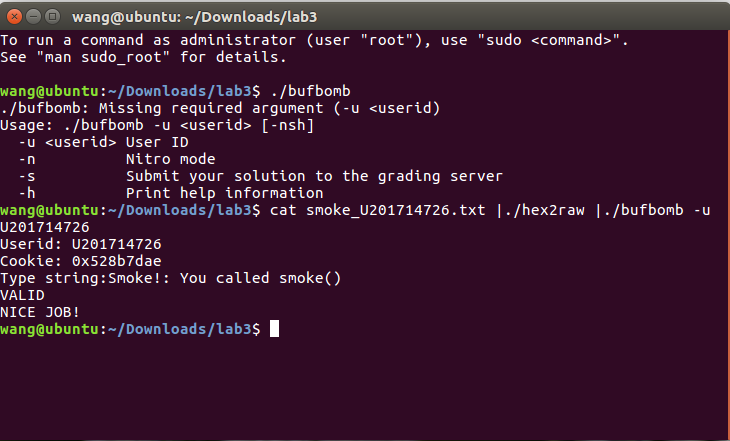 wang@ubuntu: ~/Downloads/lab3
To run a command as administrator (user "root"), use "sudo <command>".
See "man sudo_root" for details.
wang@ubuntu:~/Downloads/lab3$ ./bufbomb
./bufbomb: Missing required argument (-u <userid)
Usage: ./bufbomb -u <userid> [-nsh]
  -u <userid> User ID
  -n          Nitro mode
  -s          Submit your solution to the grading server
  -h          Print help information
wang@ubuntu:~/Downloads/lab3$ cat smoke_U201714726.txt |./hex2raw |./bufbomb -u
U201714726
Userid: U201714726
Cookie: 0x528b7dae
Type string:Smoke!: You called smoke()
VALID
NICE JOB!
wang@ubuntu:~/Downloads/lab3$